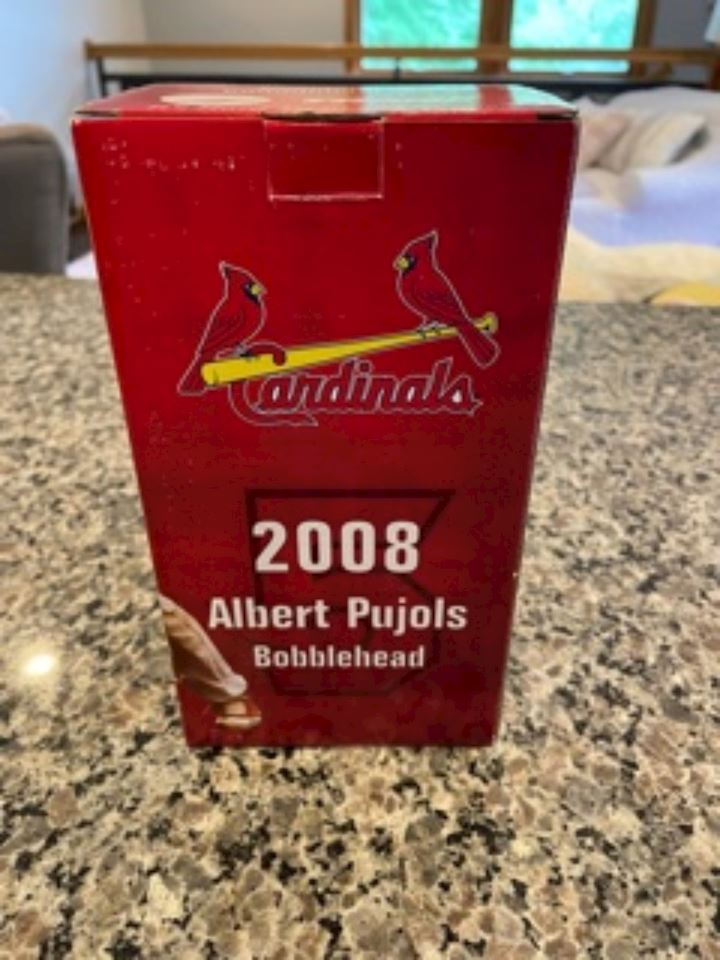 Cardinals
2008
Albert Pujols
Bobblehead